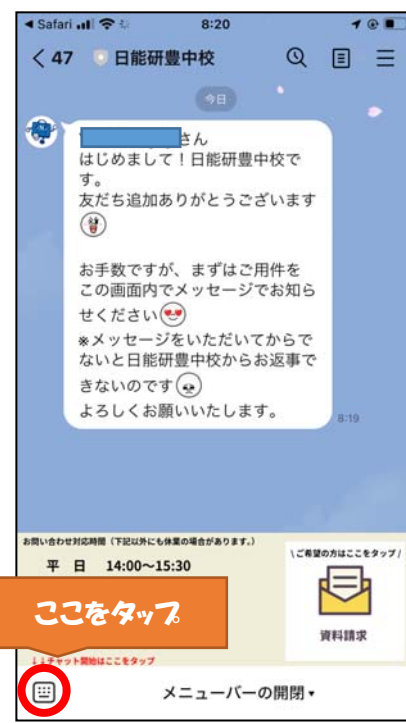 Safari 8:20
47 日能研豊中校
今日
さん
はじめまして！日能研豊中校で
す。
友だち追加ありがとうございます
お手数ですが、まずはご用件を
この画面内でメッセージでお知ら
せください
※メッセージをいただいてからで
ないと日能研豊中校からお返事で
きないのです
よろしくお願いいたします。
8:19
お問い合わせ対応時間（下記以外にも休業の場合があります。）
平 日 14:00～15:30
\ご希望の方はここをタップ/
資料請求
ここをタップ
↓↓チャット開始はここをタップ
メニューバーの開閉▼